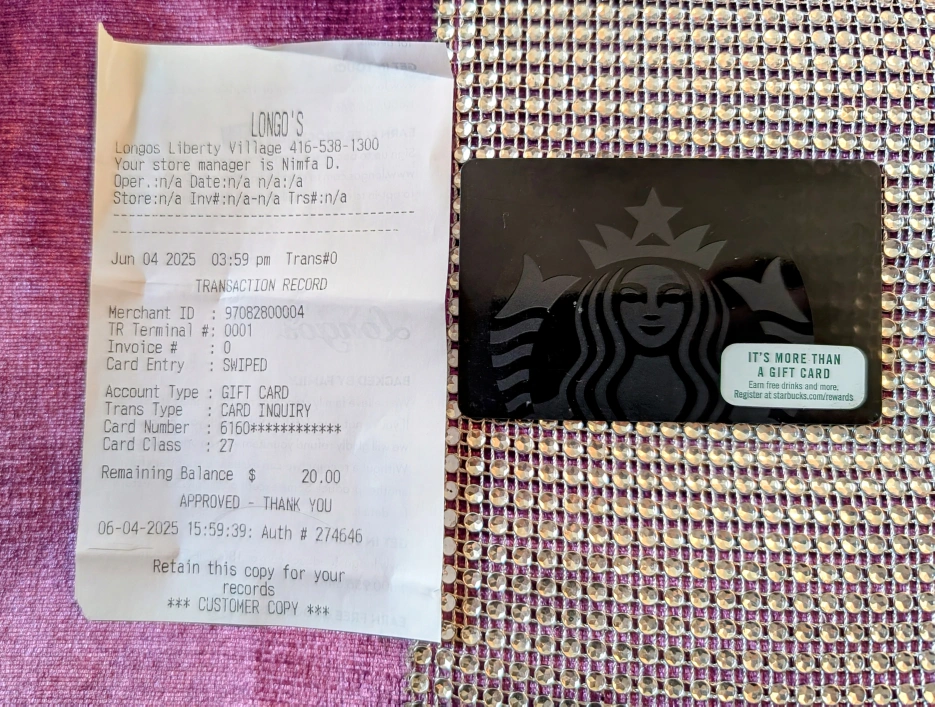 LONGO'S
Longos Liberty Village 416-538-1300
Your store manager is Nimfa D.
Oper.:n/a Date:n/a n/a:/a
Store:n/a Inv#:n/a-n/a Trs#:n/a
Jun 04 2025 03:59 pm Trans#0
TRANSACTION RECORD
Merchant ID : 97082800004
TR Terminal #: 0001
Invoice # : 0
Card Entry : SWIPED
Account Type : GIFT CARD
Trans Type : CARD INQUIRY
Card Number : 6160************
Card Class : 27
Remaining Balance $ 20.00
APPROVED - THANK YOU
06-04-2025 15:59:39: Auth # 274646
Retain this copy for your
records
*** CUSTOMER COPY ***
IT'S MORE THAN
A GIFT CARD
Earn free drinks and more.
Register at starbucks.com/rewards